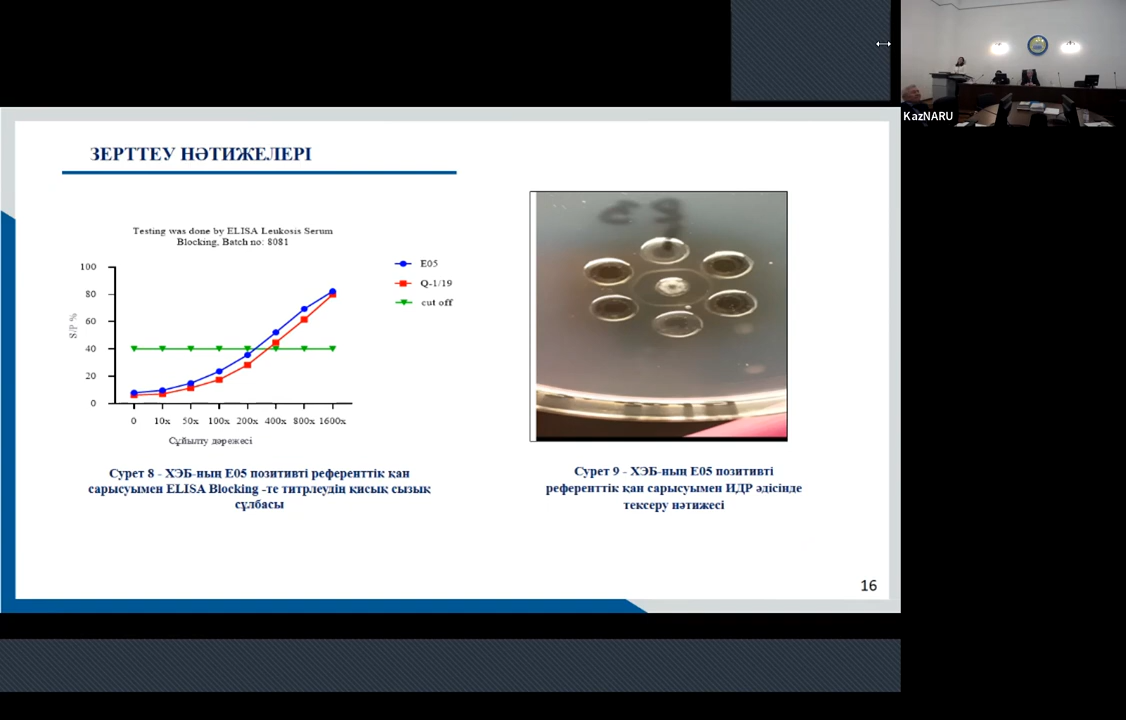 KazNARU
ЗЕРТТЕУ НӘТИЖЕЛЕРІ
Testing was done by ELISA Leukosis Serum
Blocking, Batch no: 8081
E05
Q-1/19
cut off
S/P %
100
80
60
40
20
0
0 10x 50x 100x 200x 400x 800x 1600x
Сұйылту дәрежесі
Сурет 8 - ХЭБ-ның E05 позитивті референттік қан
сарысуымен ELISA Blocking -те титрлеудің қисық сызық
сұлбасы
Сурет 9 - ХЭБ-ның E05 позитивті
референттік қан сарысуымен ИДР әдісінде
тексеру нәтижесі
16